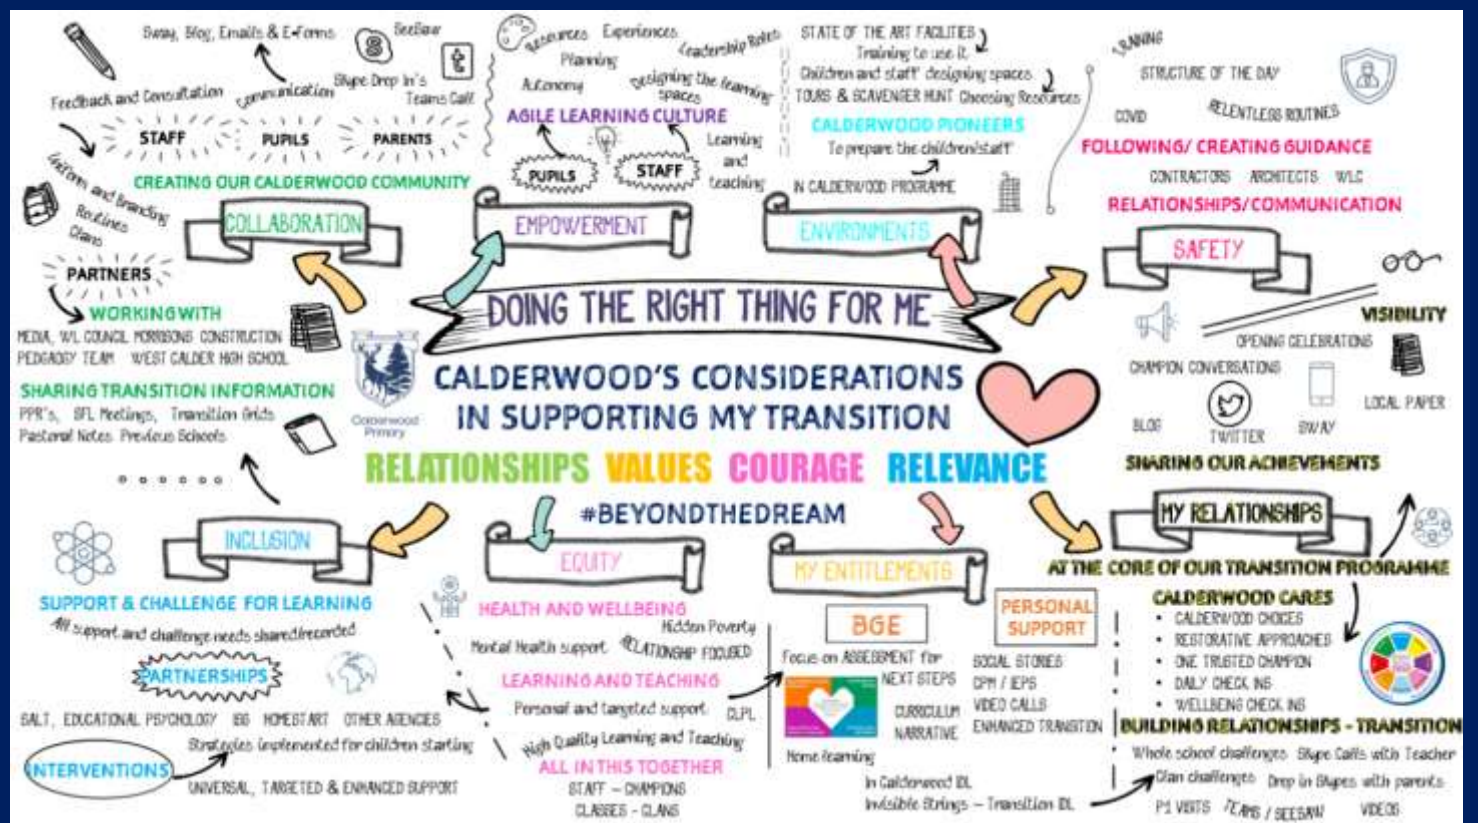 Sway, Blog, Emails & E-Forms
SeeSaw
Skype Drop In's
Teams Call
Feedback and Consultation
Communication
STAFF
PUPILS
PARENTS
CREATING OUR CALDERWOOD COMMUNITY
Uniform and Branding
Routines
Clans
COLLABORATION
PARTNERS
WORKING WITH
MEDIA, WL COUNCIL MORRISONS CONSTRUCTION
PEDGAOGY TEAM WEST CALDER HIGH SCHOOL
SHARING TRANSITION INFORMATION
PPR's, SFL Meetings, Transition Grids
Pastoral Notes Previous Schools
Resources
Experiences
Leadership Roles
Planning
Autonomy
Designing the learning
spaces
AGILE LEARNING CULTURE
PUPILS
STAFF
Learning
and
teaching
EMPOWERMENT
STATE OF THE ART FACILITIES
Training to use it
Children and staff designing spaces
TOURS & SCAVENGER HUNT Choosing Resources
CALDERWOOD PIONEERS
To prepare the children/staff
IN CALDERWOOD PROGRAMME
ENVIRONMENTS
TRAINING
STRUCTURE OF THE DAY
COVID
RELENTLESS ROUTINES
FOLLOWING/ CREATING GUIDANCE
CONTRACTORS ARCHITECTS WLC
RELATIONSHIPS/COMMUNICATION
SAFETY
VISIBILITY
OPENING CELEBRATIONS
CHAMPION CONVERSATIONS
LOCAL PAPER
BLOG
TWITTER
SWAY
SHARING OUR ACHIEVEMENTS
DOING THE RIGHT THING FOR ME
Calderwood
Primary
CALDERWOOD'S CONSIDERATIONS
IN SUPPORTING MY TRANSITION
RELATIONSHIPS VALUES COURAGE RELEVANCE
#BEYONDTHEDREAM
INCLUSION
SUPPORT & CHALLENGE FOR LEARNING
All support and challenge needs shared/recorded
PARTNERSHIPS
SALT, EDUCATIONAL PSYCHOLOGY HOMESTART OTHER AGENCIES
Strategies implemented for children starting
INTERVENTIONS
UNIVERSAL, TARGETED & ENHANCED SUPPORT
EQUITY
HEALTH AND WELLBEING
Hidden Poverty
Mental Health support
RELATIONSHIP FOCUSED
LEARNING AND TEACHING
Personal and targeted support
CLPL
High Quality Learning and Teaching
ALL IN THIS TOGETHER
STAFF – CHAMPIONS
CLASSES - CLANS
MY ENTITLEMENTS
BGE
PERSONAL
SUPPORT
Focus on ASSESSMENT for
NEXT STEPS
CURRICULUM
NARRATIVE
Home learning
SOCIAL STORIES
CPM / IEPS
VIDEO CALLS
ENHANCED TRANSITION
In Calderwood IDL
Invisible Strings – Transition IDL
MY RELATIONSHIPS
AT THE CORE OF OUR TRANSITION PROGRAMME
CALDERWOOD CARES
• CALDERWOOD CHOICES
• RESTORATIVE APPROACHES
• ONE TRUSTED CHAMPION
• DAILY CHECK INS
• WELLBEING CHECK INS
BUILDING RELATIONSHIPS - TRANSITION
Whole school challenges Skype Calls with Teacher
Clan challenges Drop in Skypes with parents
P1 VISITS TEAMS / SEESAW VIDEOS